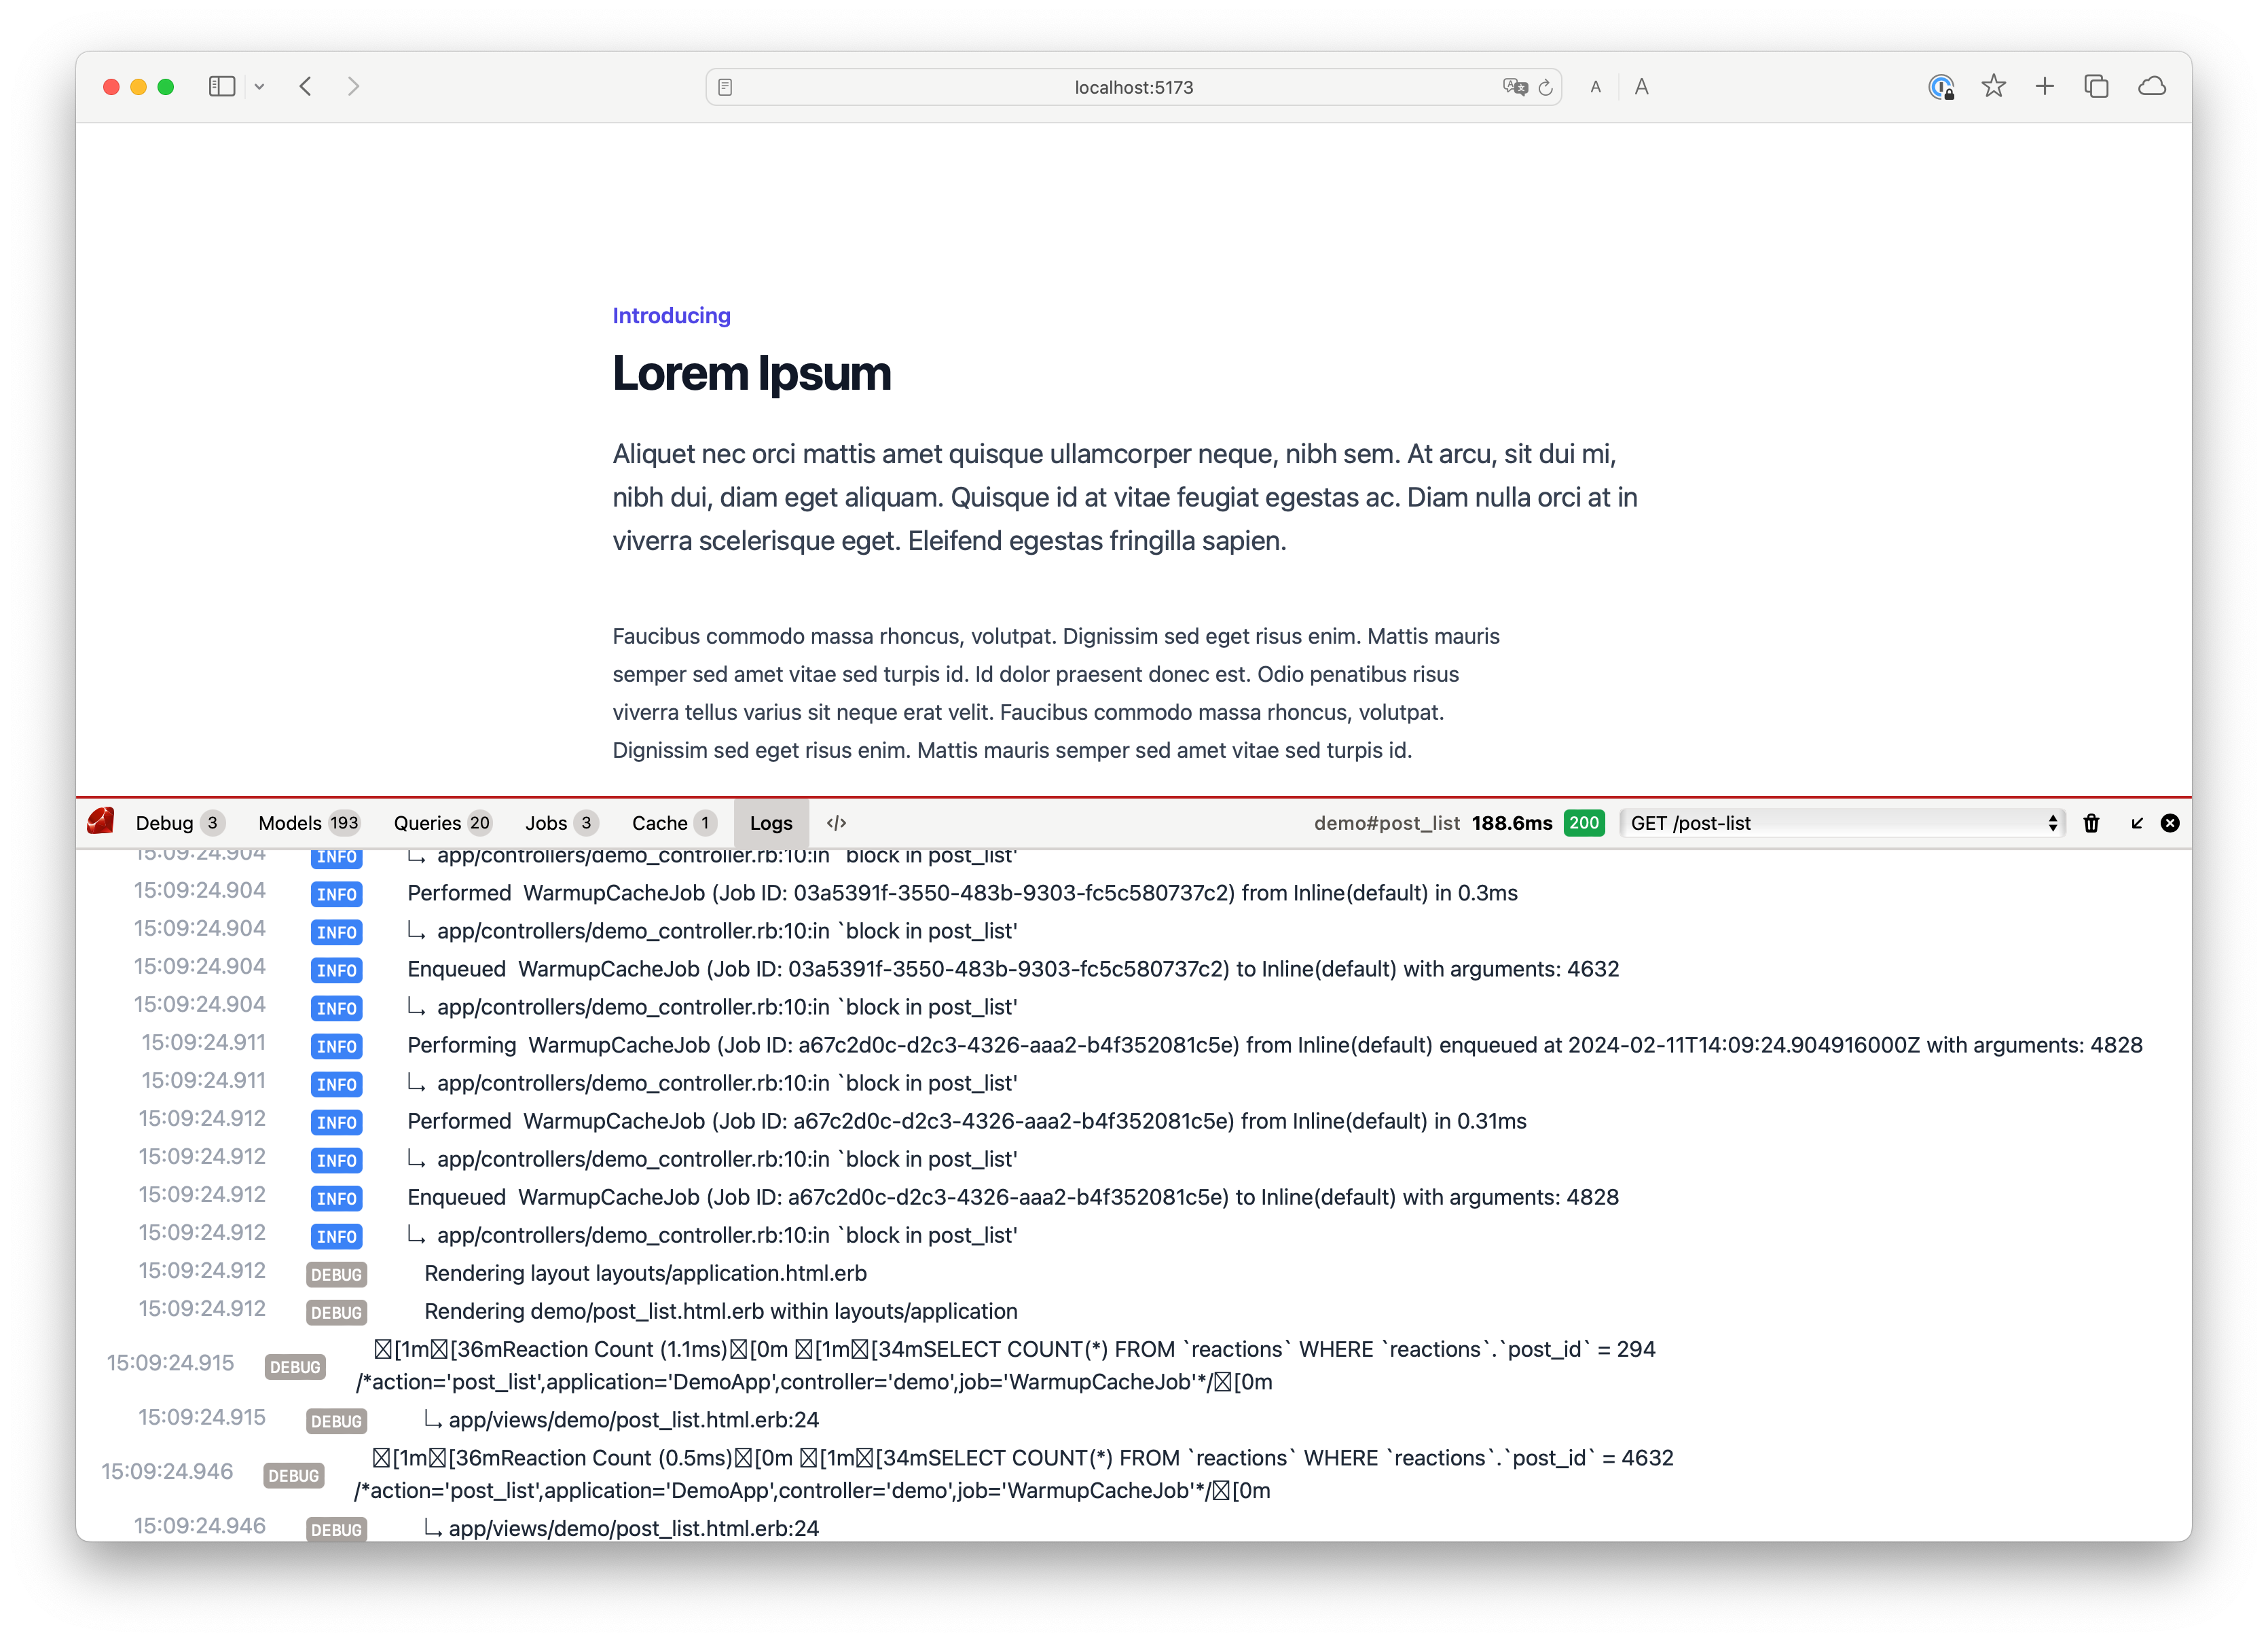 localhost:5173
A A
Introducing
Lorem Ipsum
Aliquet nec orci mattis amet quisque ullamcorper neque, nibh sem. At arcu, sit dui mi,
nibh dui, diam eget aliquam. Quisque id at vitae feugiat egestas ac. Diam nulla orci at in
viverra scelerisque eget. Eleifend egestas fringilla sapien.
Faucibus commodo massa rhoncus, volutpat. Dignissim sed eget risus enim. Mattis mauris
semper sed amet vitae sed turpis id. Id dolor praesent donec est. Odio penatibus risus
viverra tellus varius sit neque erat velit. Faucibus commodo massa rhoncus, volutpat.
Dignissim sed eget risus enim. Mattis mauris semper sed amet vitae sed turpis id.
Debug 3 Models 193 Queries 20 Jobs 3 Cache 1 Logs </> demo#post_list 188.6ms 200 GET /post-list
15:09:24.904 INFO ↳ app/controllers/demo_controller.rb:10:in `block in post_list'
15:09:24.904 INFO Performed WarmupCacheJob (Job ID: 03a5391f-3550-483b-9303-fc5c580737c2) from Inline(default) in 0.3ms
15:09:24.904 INFO ↳ app/controllers/demo_controller.rb:10:in `block in post_list'
15:09:24.904 INFO Enqueued WarmupCacheJob (Job ID: 03a5391f-3550-483b-9303-fc5c580737c2) to Inline(default) with arguments: 4632
15:09:24.904 INFO ↳ app/controllers/demo_controller.rb:10:in `block in post_list'
15:09:24.911 INFO Performing WarmupCacheJob (Job ID: a67c2d0c-d2c3-4326-aaa2-b4f352081c5e) from Inline(default) enqueued at 2024-02-11T14:09:24.904916000Z with arguments: 4828
15:09:24.911 INFO ↳ app/controllers/demo_controller.rb:10:in `block in post_list'
15:09:24.912 INFO Performed WarmupCacheJob (Job ID: a67c2d0c-d2c3-4326-aaa2-b4f352081c5e) from Inline(default) in 0.31ms
15:09:24.912 INFO ↳ app/controllers/demo_controller.rb:10:in `block in post_list'
15:09:24.912 INFO Enqueued WarmupCacheJob (Job ID: a67c2d0c-d2c3-4326-aaa2-b4f352081c5e) to Inline(default) with arguments: 4828
15:09:24.912 INFO ↳ app/controllers/demo_controller.rb:10:in `block in post_list'
15:09:24.912 DEBUG Rendering layout layouts/application.html.erb
15:09:24.912 DEBUG Rendering demo/post_list.html.erb within layouts/application
15:09:24.915 DEBUG ☒[1m☒[36mReaction Count (1.1ms)☒[0m ☒[1m☒[34mSELECT COUNT(*) FROM `reactions` WHERE `reactions`.`post_id` = 294
/*action='post_list',application='DemoApp',controller='demo',job='WarmupCacheJob'*/☒[0m
15:09:24.915 DEBUG ↳ app/views/demo/post_list.html.erb:24
15:09:24.946 DEBUG ☒[1m☒[36mReaction Count (0.5ms)☒[0m ☒[1m☒[34mSELECT COUNT(*) FROM `reactions` WHERE `reactions`.`post_id` = 4632
/*action='post_list',application='DemoApp',controller='demo',job='WarmupCacheJob'*/☒[0m
15:09:24.946 DEBUG ↳ app/views/demo/post_list.html.erb:24